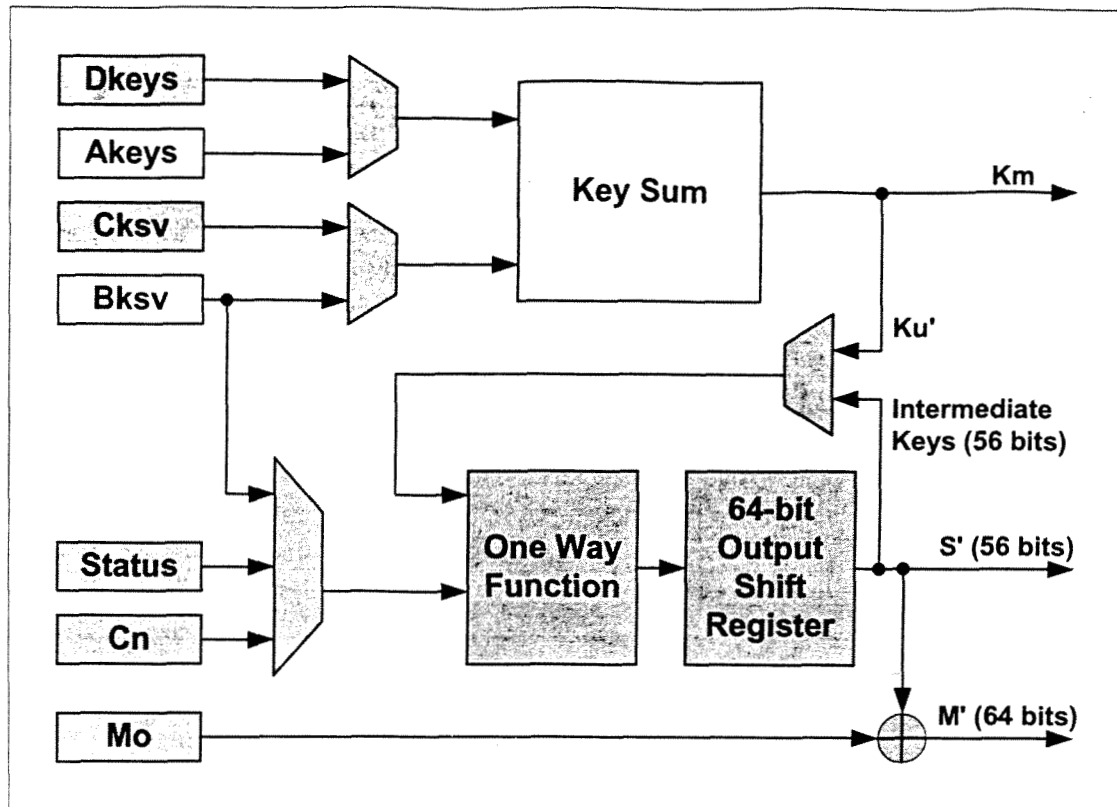 Dkeys
Akeys
Cksv
Bksv
Key Sum
Km
Ku'
Intermediate
Keys (56 bits)
Status
Cn
One Way
Function
64-bit
Output
Shift
Register
S' (56 bits)
Mo
M' (64 bits)